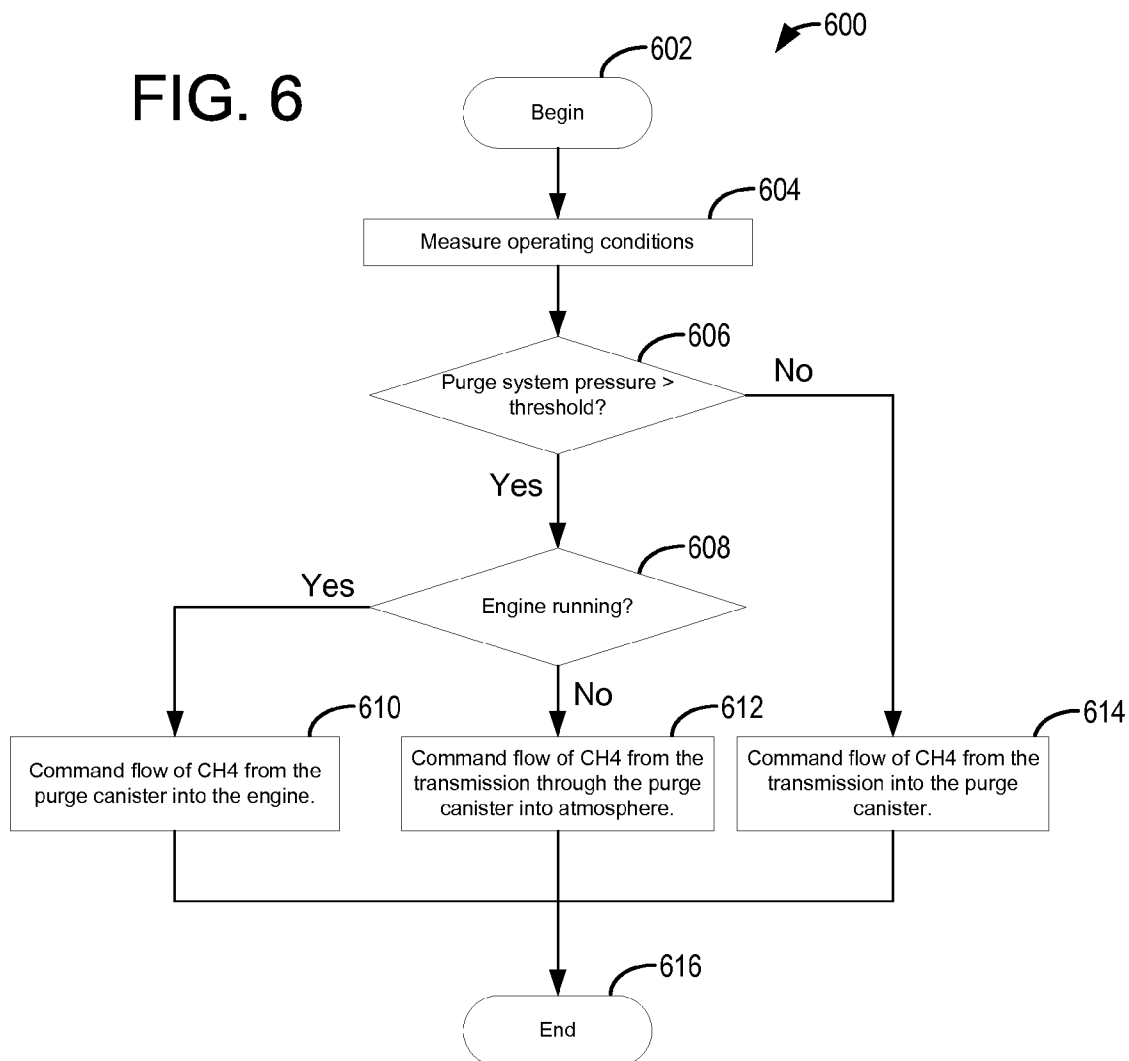 600
602
FIG. 6
Begin
604
Measure operating conditions
606
Purge system pressure >
threshold?
No
Yes
608
Yes
Engine running?
No
610
612
614
Command flow of CH4 from the
purge canister into the engine.
Command flow of CH4 from the
transmission through the purge
canister into atmosphere.
Command flow of CH4 from the
transmission into the purge
canister.
616
End